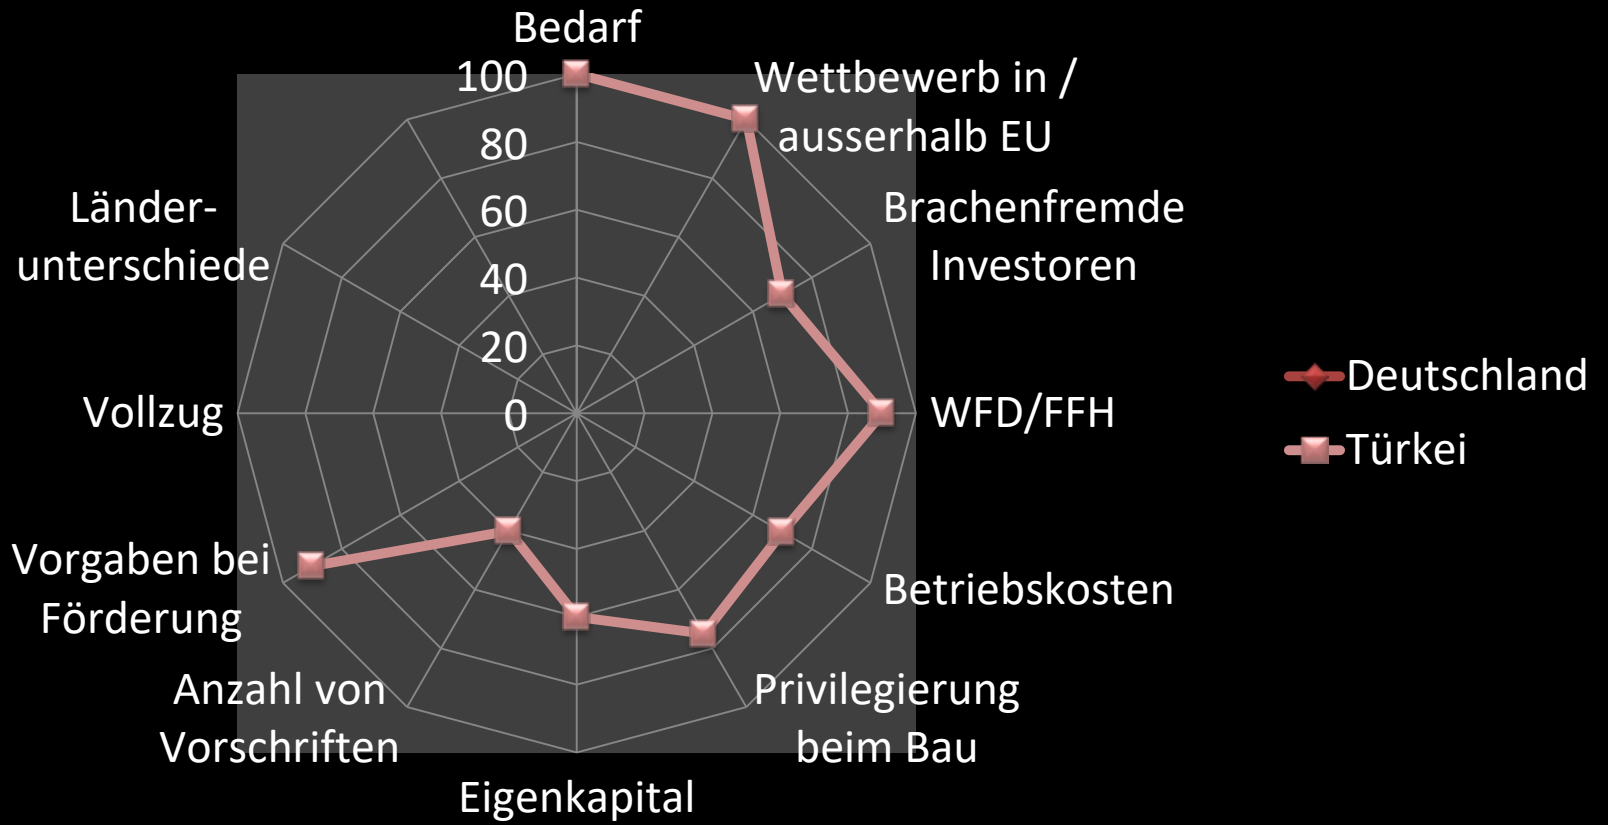 Bedarf
100
80
60
40
20
0
Wettbewerb in /
ausserhalb EU
Brachenfremde
Investoren
WFD/FFH
Betriebskosten
Privilegierung
beim Bau
Eigenkapital
Anzahl von
Vorschriften
Vorgaben bei
Förderung
Vollzug
Länder-
unterschiede
Deutschland
Türkei